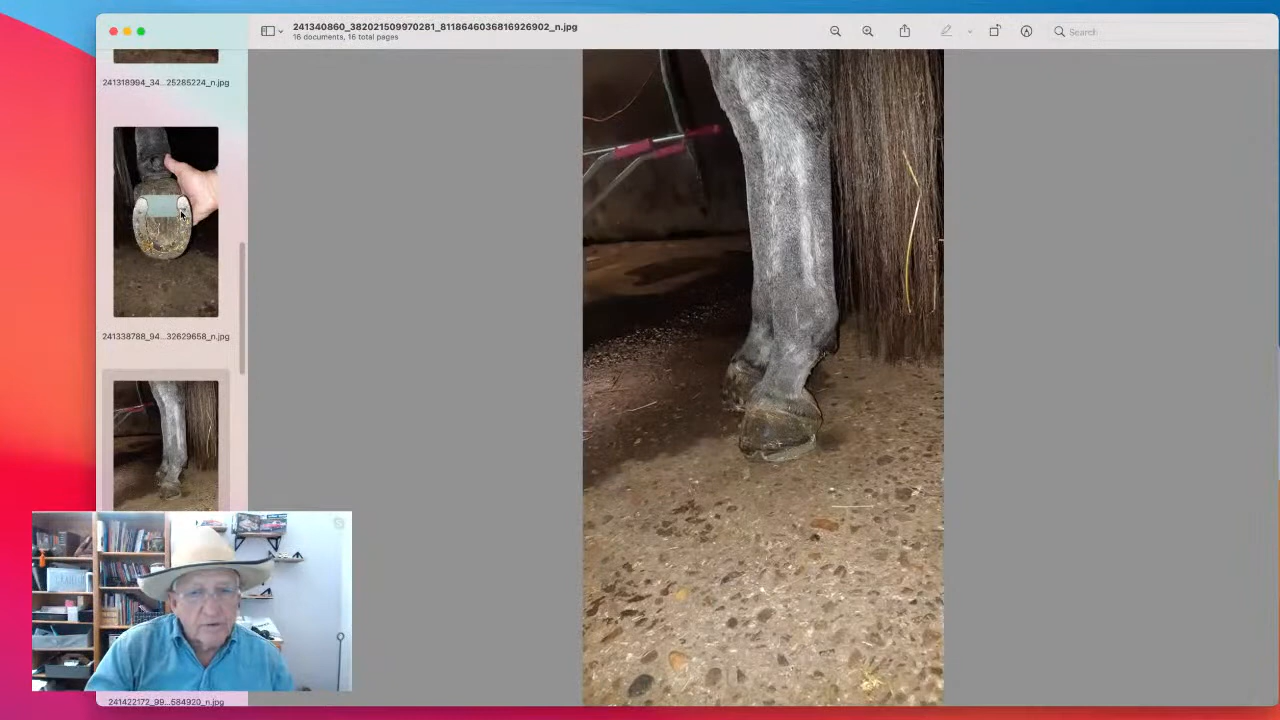 241340860_382021509970281_8118646036816926902_n.jpg
16 documents, 16 total pages
Search
241318994_34...25285224_n.jpg
241338788_94...32629658_n.jpg
241422172_99...584920_n.jpg